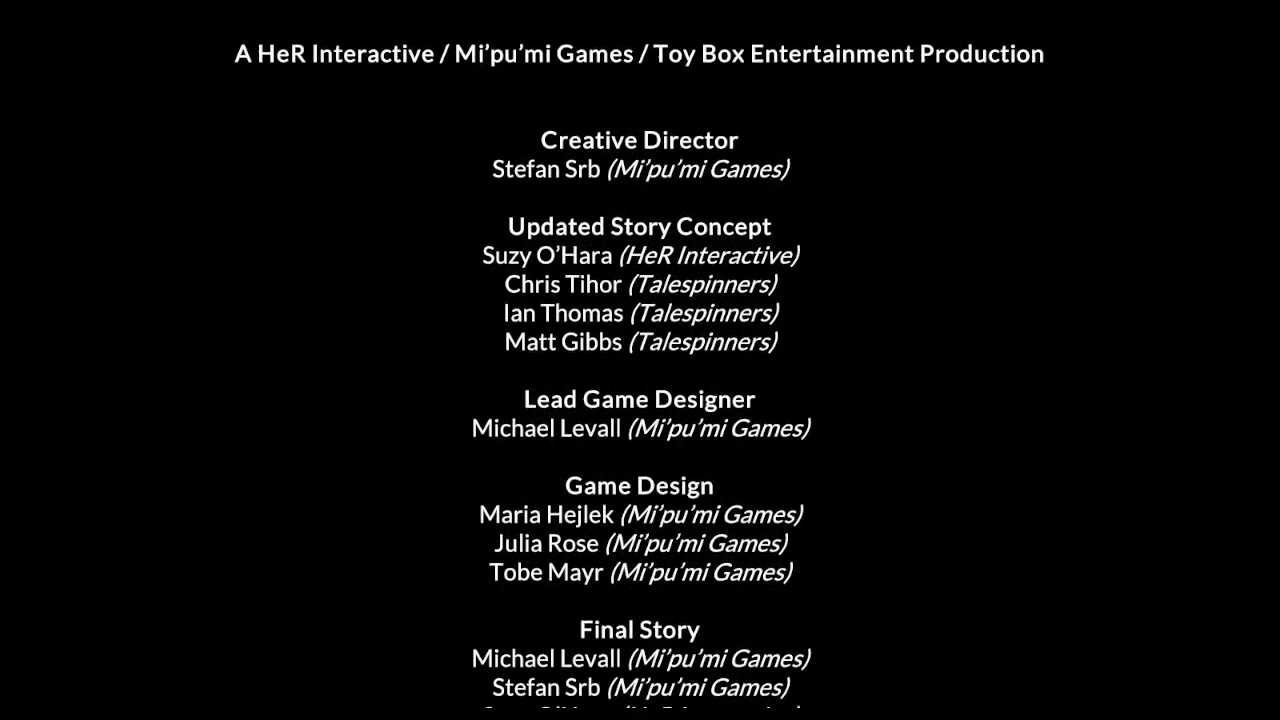 A HeR Interactive / Mi’pu’mi Games / Toy Box Entertainment Production
Creative Director
Stefan Srb (Mi’pu’mi Games)
Updated Story Concept
Suzy O’Hara (HeR Interactive)
Chris Tihor (Talespinners)
Ian Thomas (Talespinners)
Matt Gibbs (Talespinners)
Lead Game Designer
Michael Levall (Mi’pu’mi Games)
Game Design
Maria Hejlek (Mi’pu’mi Games)
Julia Rose (Mi’pu’mi Games)
Tobe Mayr (Mi’pu’mi Games)
Final Story
Michael Levall (Mi’pu’mi Games)
Stefan Srb (Mi’pu’mi Games)